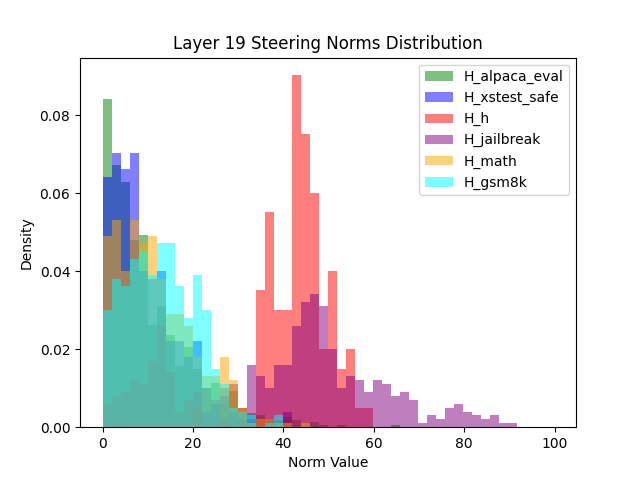 Layer 19 Steering Norms Distribution
H_alpaca_eval
H_xstest_safe
H_h
H_jailbreak
H_math
H_gsm8k
Density
0.08
0.06
0.04
0.02
0.00
0
20
40
60
80
100
Norm Value